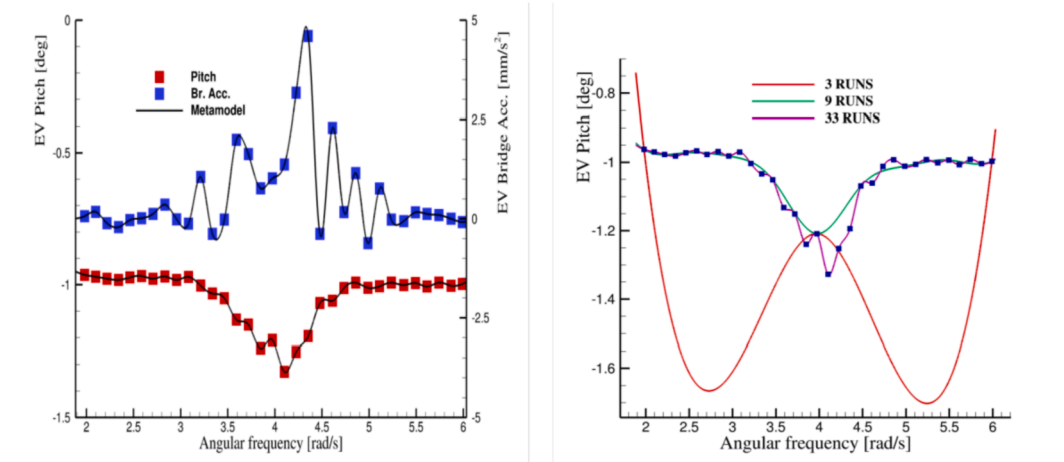 0
-0.5
-1
-1.5
EV Pitch [deg]
Pitch
Br. Acc.
Metamodel
5
2.5
0
-2.5
-5
EV Bridge Acc. [mm/s²]
2 2.5 3 3.5 4 4.5 5 5.5 6
Angular frequency [rad/s]
EV Pitch [deg]
-0.8
-1
-1.2
-1.4
-1.6
3 RUNS
9 RUNS
33 RUNS
2 2.5 3 3.5 4 4.5 5 5.5 6
Angular frequency [rad/s]